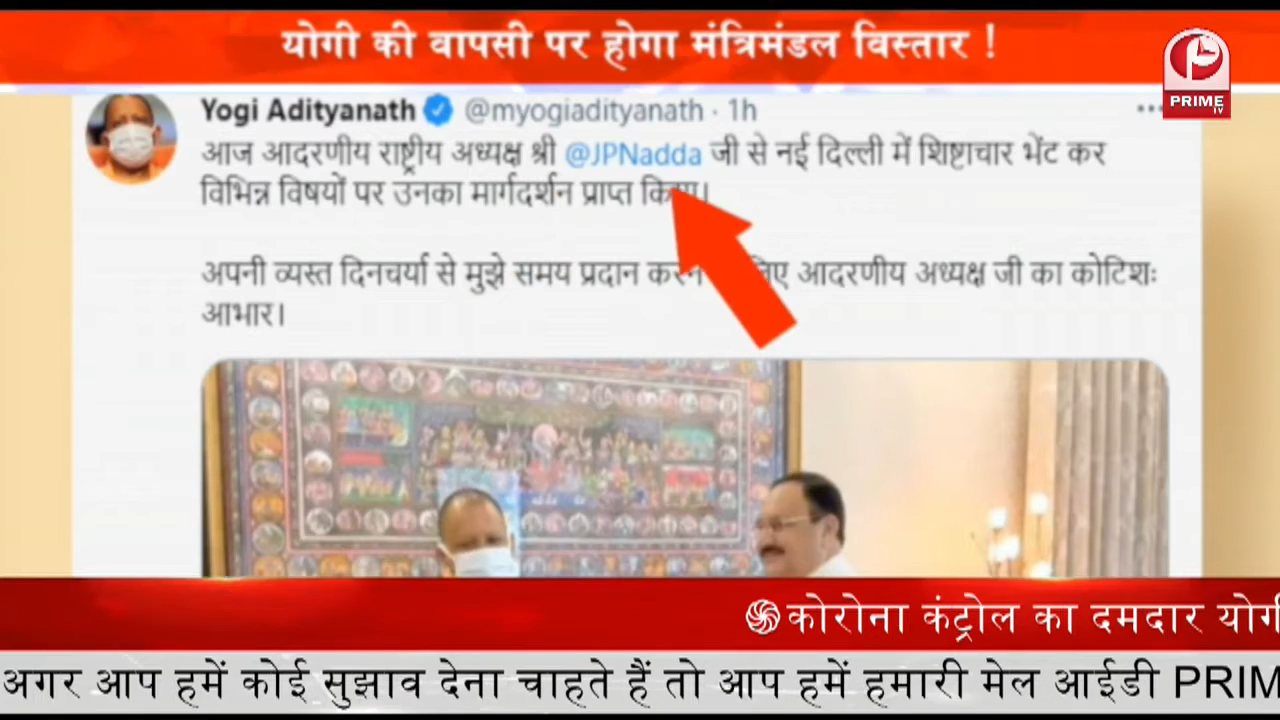 योगी की वापसी पर होगा मंत्रिमंडल विस्तार !
PRIME
TV
Yogi Adityanath @myogiadityanath · 1h
आज आदरणीय राष्ट्रीय अध्यक्ष श्री @JPNadda जी से नई दिल्ली में शिष्टाचार भेंट कर
विभिन्न विषयों पर उनका मार्गदर्शन प्राप्त
अपनी व्यस्त दिनचर्या से मुझे समय प्रदान आदरणीय अध्यक्ष जी का कोटिशः
आभार।
कोरोना कंट्रोल का दमदार योगी
अगर आप हमें कोई सुझाव देना चाहते हैं तो आप हमें हमारी मेल आईडी PRIM